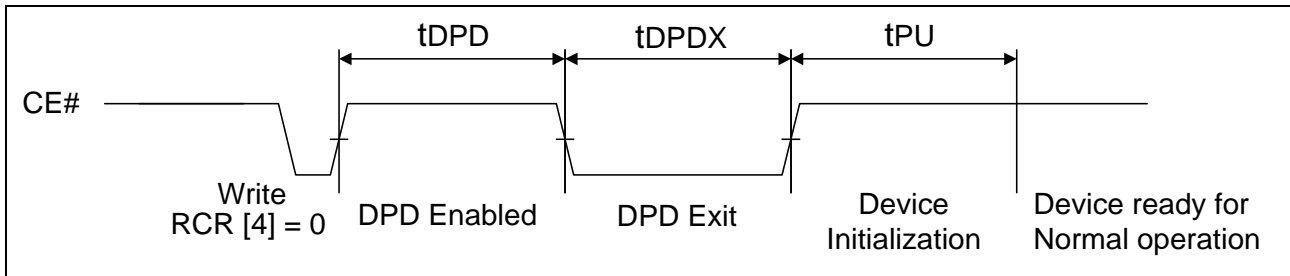 tDPD
tDPDX
tPU
CE#
Write
RCR [4] = 0
DPD Enabled
DPD Exit
Device
Initialization
Device ready for
Normal operation